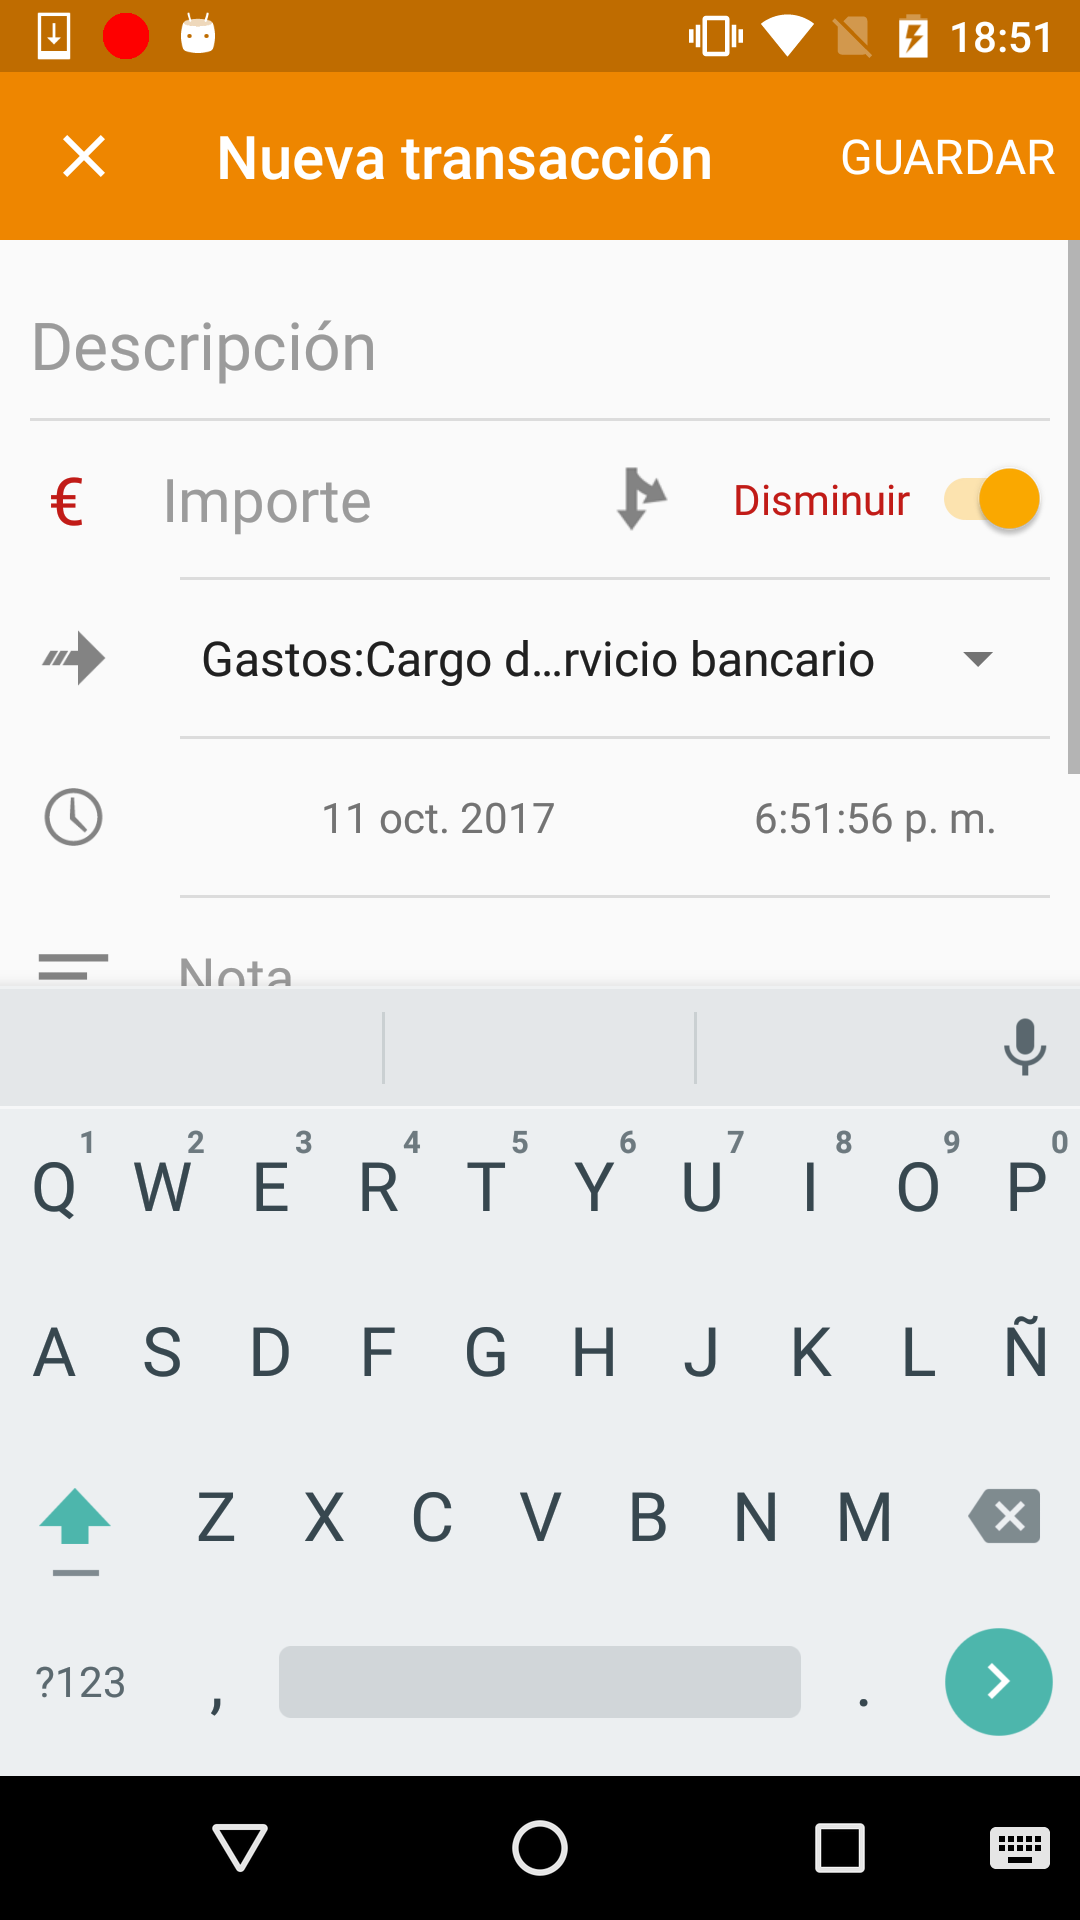 18:51
Nueva transacción GUARDAR
Descripción
€ Importe Disminuir
Gastos:Cargo d...rvicio bancario
11 oct. 2017 6:51:56 p. m.
Nota
1 2 3 4 5 6 7 8 9 0
Q W E R T Y U I O P
A S D F G H J K L Ñ
Z X C V B N M
?123 , .